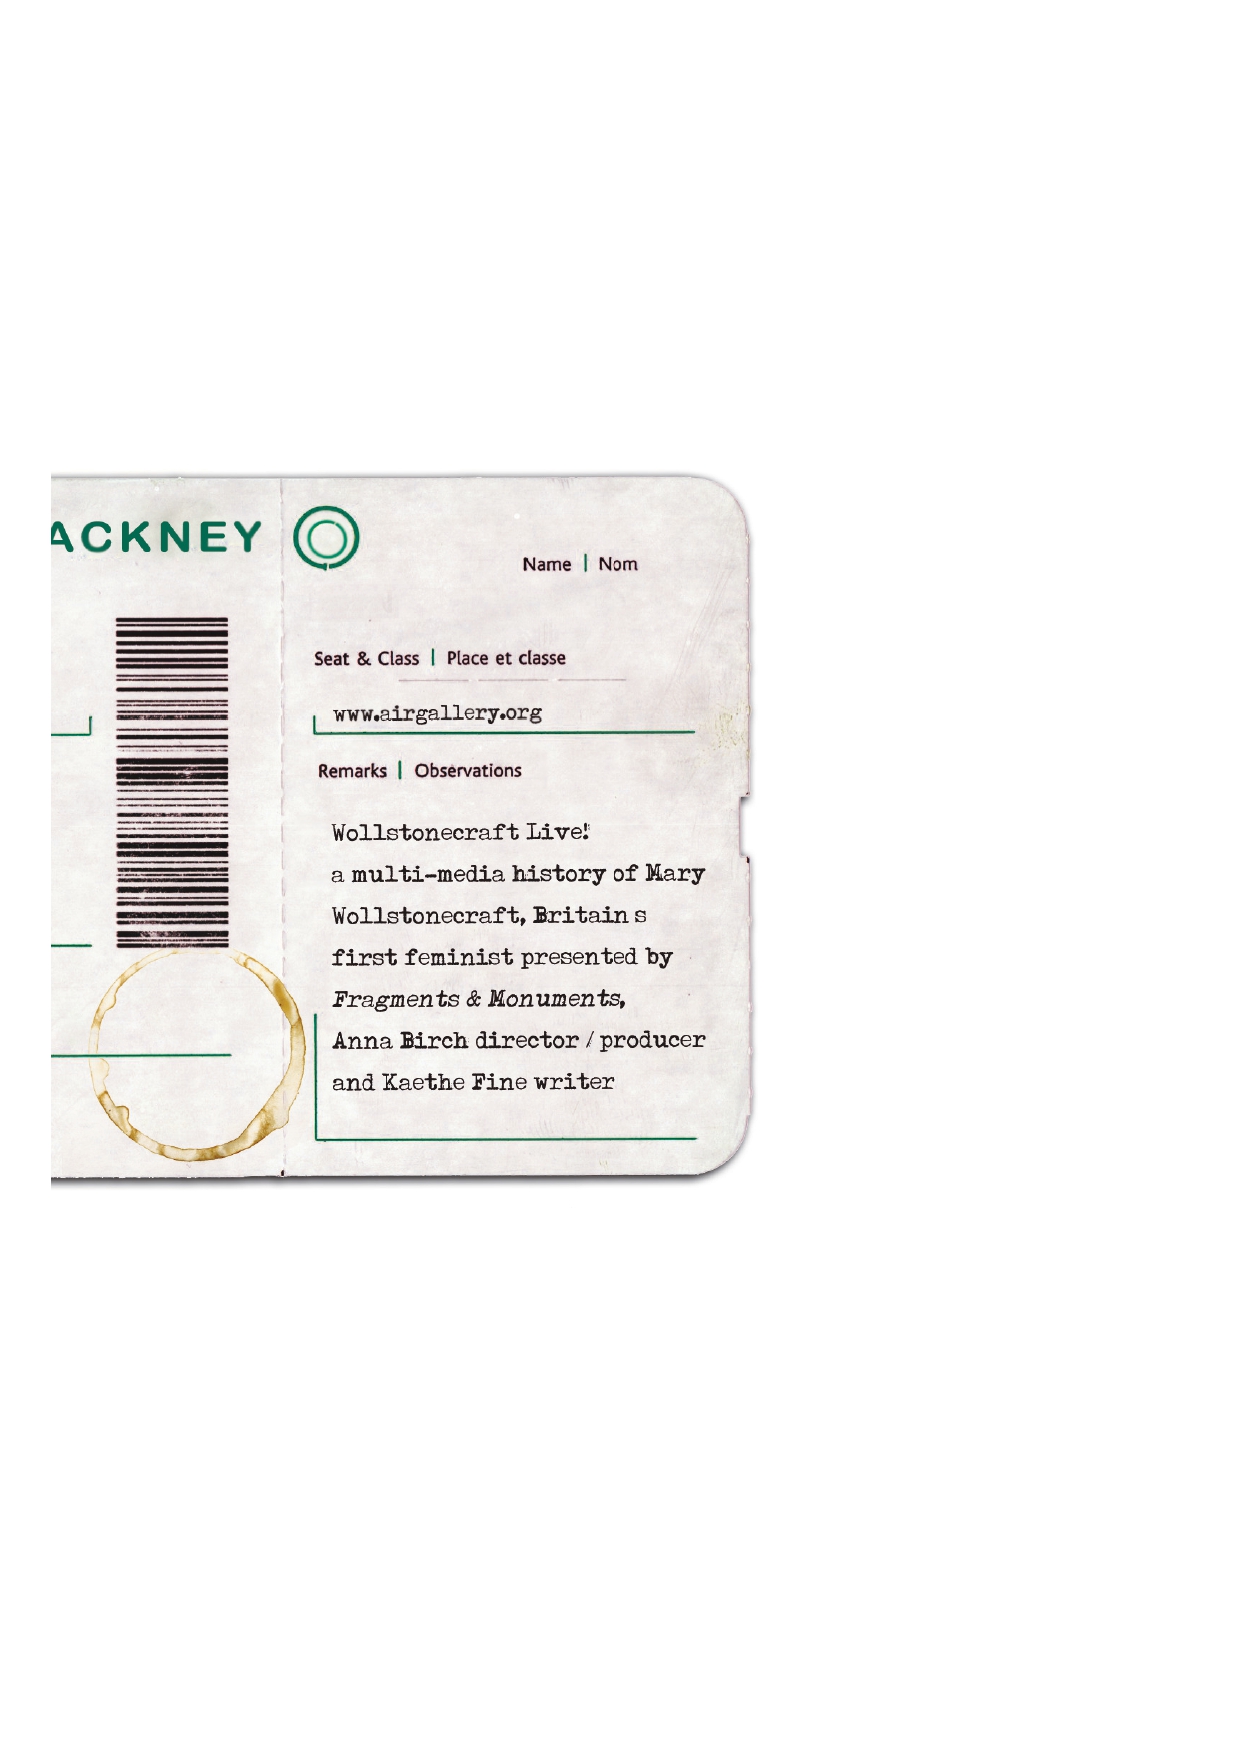 ACKNEY
Name | Nom
Seat & Class | Place et classe
www.airgallery.org
Remarks | Observations
Wollstonecraft Live!
a multi-media history of Mary
Wollstonecraft, Britain s
first feminist presented by
Fragments & Monuments,
Anna Birch director / producer
and Kaethe Fine writer